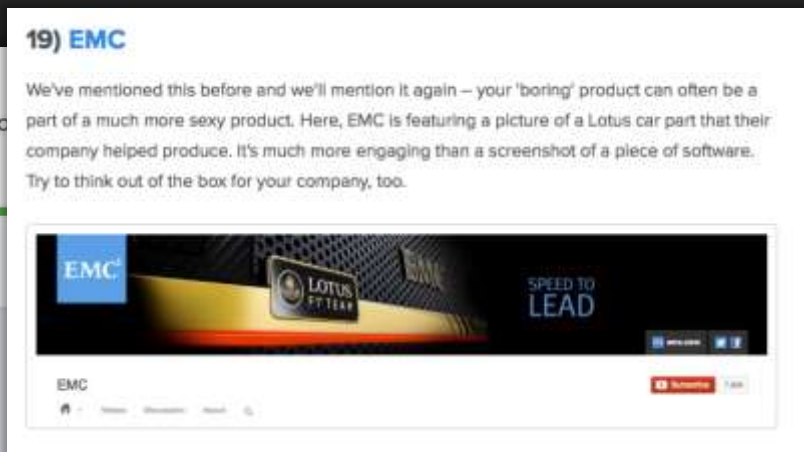 19) EMC
We've mentioned this before and we'll mention it again – your 'boring' product can often be a
part of a much more sexy product. Here, EMC is featuring a picture of a Lotus car part that their
company helped produce. It's much more engaging than a screenshot of a piece of software.
Try to think out of the box for your company, too.
EMC²
LOTUS
F1 TEAM
EMC
SPEED TO
LEAD
EMC
Subscribe